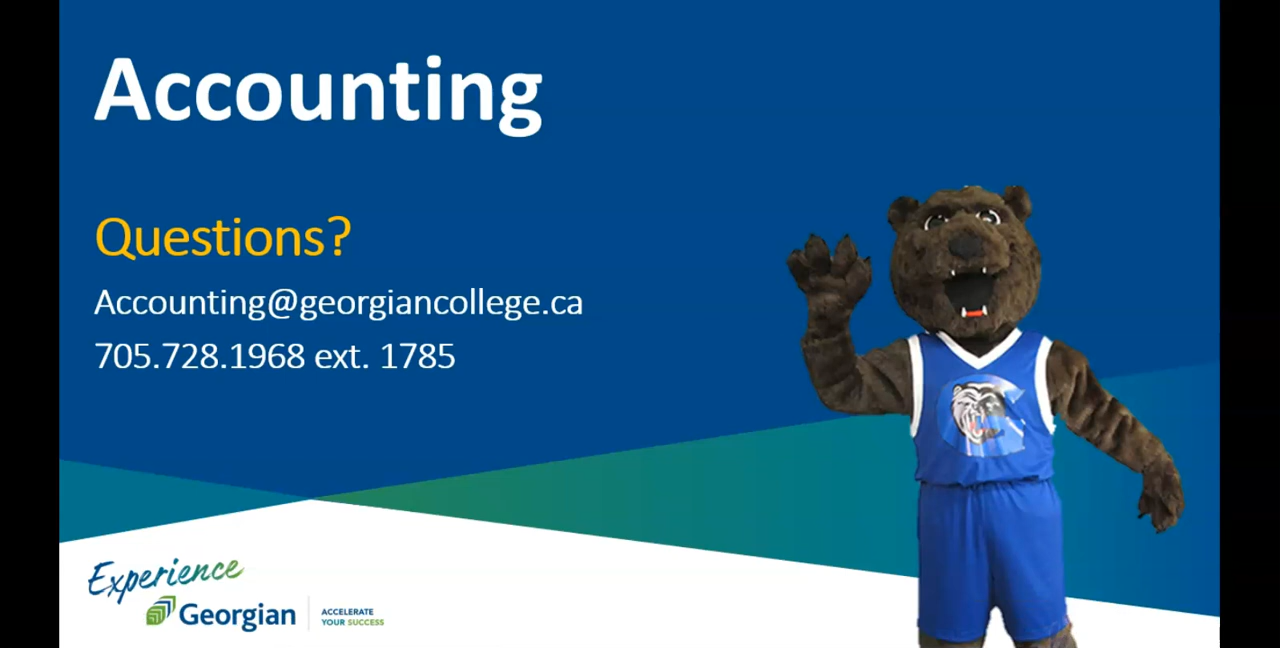 Accounting
Questions?
Accounting@georgiancollege.ca
705.728.1968 ext. 1785
Experience
Georgian
ACCELERATE
YOUR SUCCESS